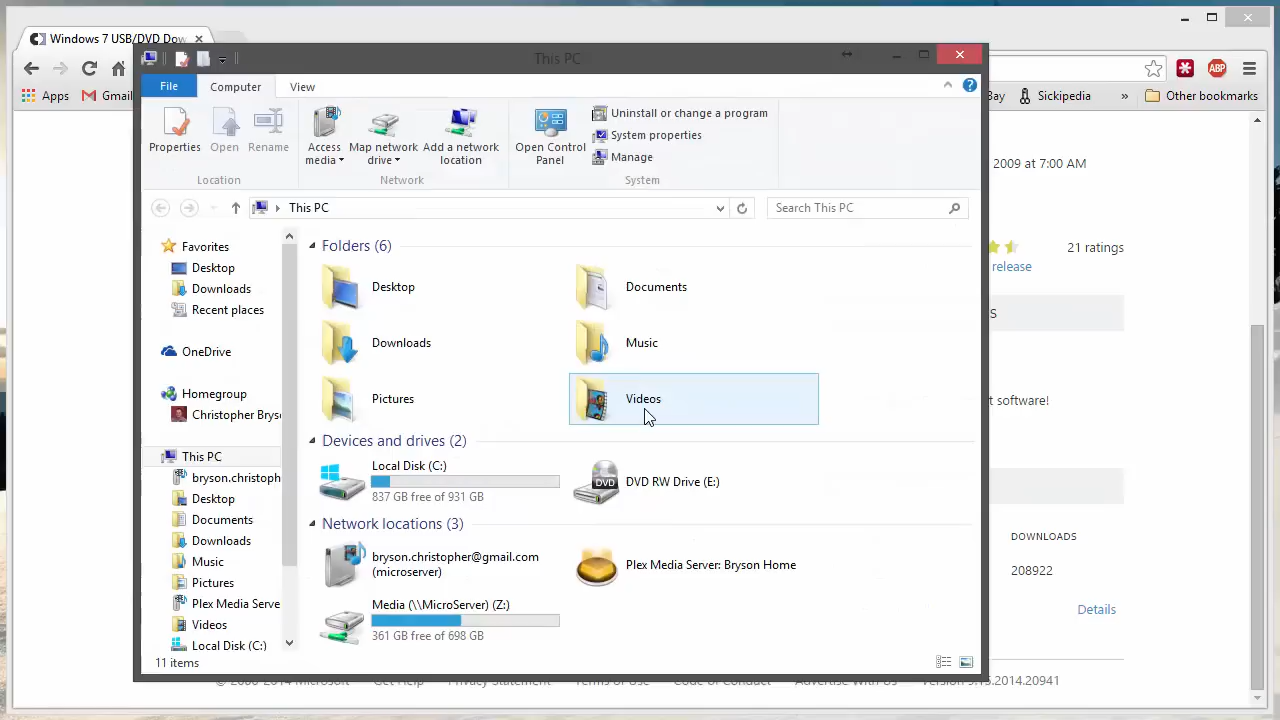 Windows 7 USB/DVD Dow
This PC
File
Computer
View
Apps
Gmail
ABP
Bay
Sickipedia
»
Other bookmarks
Properties
Open
Rename
Access media
Map network drive
Add a network location
Open Control Panel
Uninstall or change a program
System properties
Manage
Location
Network
System
2009 at 7:00 AM
This PC
Search This PC
21 ratings
release
S
t software!
DOWNLOADS
208922
Details
Favorites
Desktop
Downloads
Recent places
OneDrive
Homegroup
Christopher Brys
This PC
bryson.christoph
Desktop
Documents
Downloads
Music
Pictures
Plex Media Serve
Videos
Local Disk (C:)
Folders (6)
Desktop
Documents
Downloads
Music
Pictures
Videos
Devices and drives (2)
Local Disk (C:)
837 GB free of 931 GB
DVD
DVD RW Drive (E:)
Network locations (3)
bryson.christopher@gmail.com
(microserver)
Plex Media Server: Bryson Home
Media (\\MicroServer) (Z:)
361 GB free of 698 GB
11 items